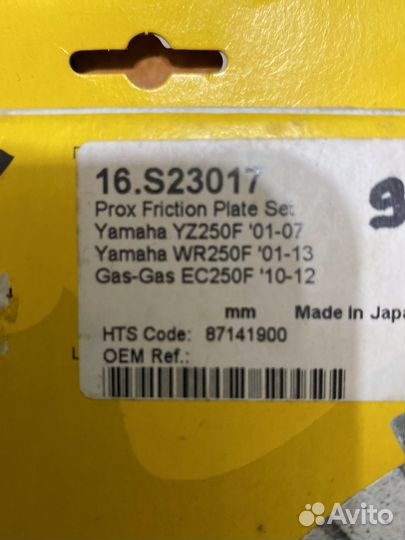 16.S23017
Prox Friction Plate Set
Yamaha YZ250F '01-07
Yamaha WR250F '01-13
Gas-Gas EC250F '10-12
mm Made In Japa
HTS Code: 87141900
OEM Ref.:
Avito